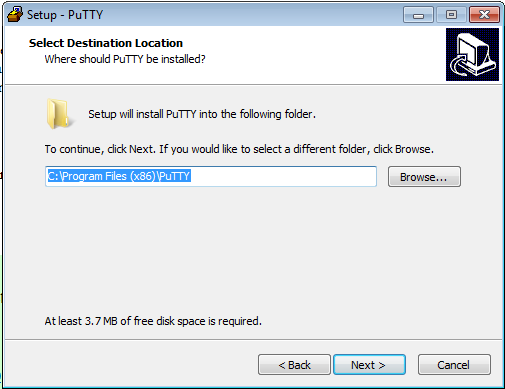 Setup - PuTTY
Select Destination Location
Where should PuTTY be installed?
Setup will install PuTTY into the following folder.
To continue, click Next. If you would like to select a different folder, click Browse.
C:\Program Files (x86)\PuTTY
Browse...
At least 3.7 MB of free disk space is required.
< Back
Next >
Cancel